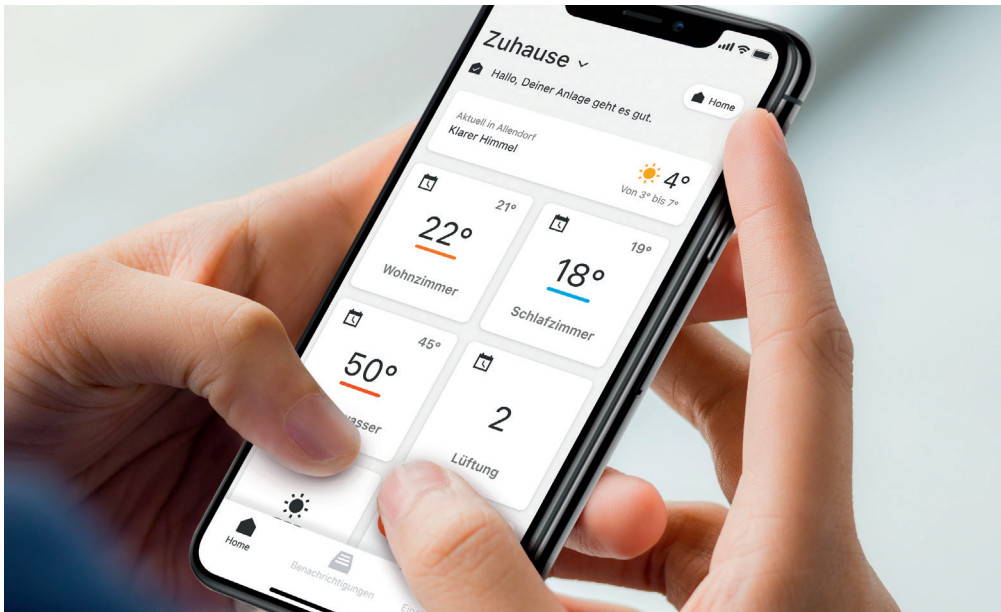 Zuhause
Hallo, Deiner Anlage geht es gut.
Home
Aktuell in Allendorf
Klarer Himmel
4°
Von 3° bis 7°
21°
22°
Wohnzimmer
19°
18°
Schlafzimmer
45°
50°
2
Lüftung
Home
Benachrichtigungen